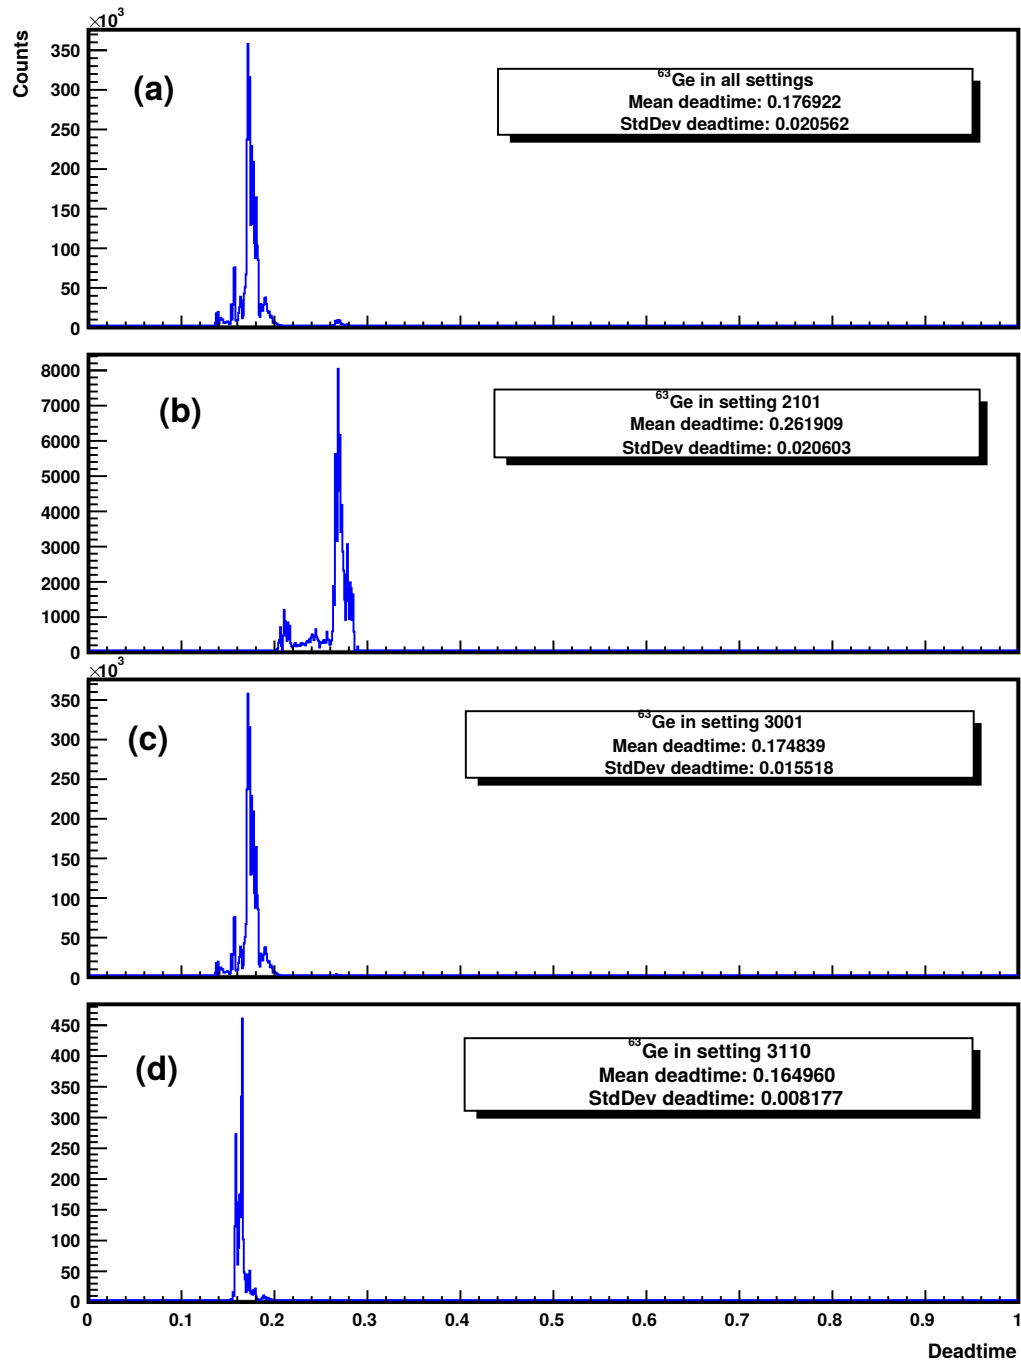 ×10³
Counts
350
300
250
200
150
100
50
0
(a)
⁶³Ge in all settings
Mean deadtime: 0.176922
StdDev deadtime: 0.020562
8000
7000
6000
5000
4000
3000
2000
1000
0
(b)
⁶³Ge in setting 2101
Mean deadtime: 0.261909
StdDev deadtime: 0.020603
×10³
350
300
250
200
150
100
50
0
(c)
⁶³Ge in setting 3001
Mean deadtime: 0.174839
StdDev deadtime: 0.015518
450
400
350
300
250
200
150
100
50
0
(d)
⁶³Ge in setting 3110
Mean deadtime: 0.164960
StdDev deadtime: 0.008177
0 0.1 0.2 0.3 0.4 0.5 0.6 0.7 0.8 0.9 1
Deadtime